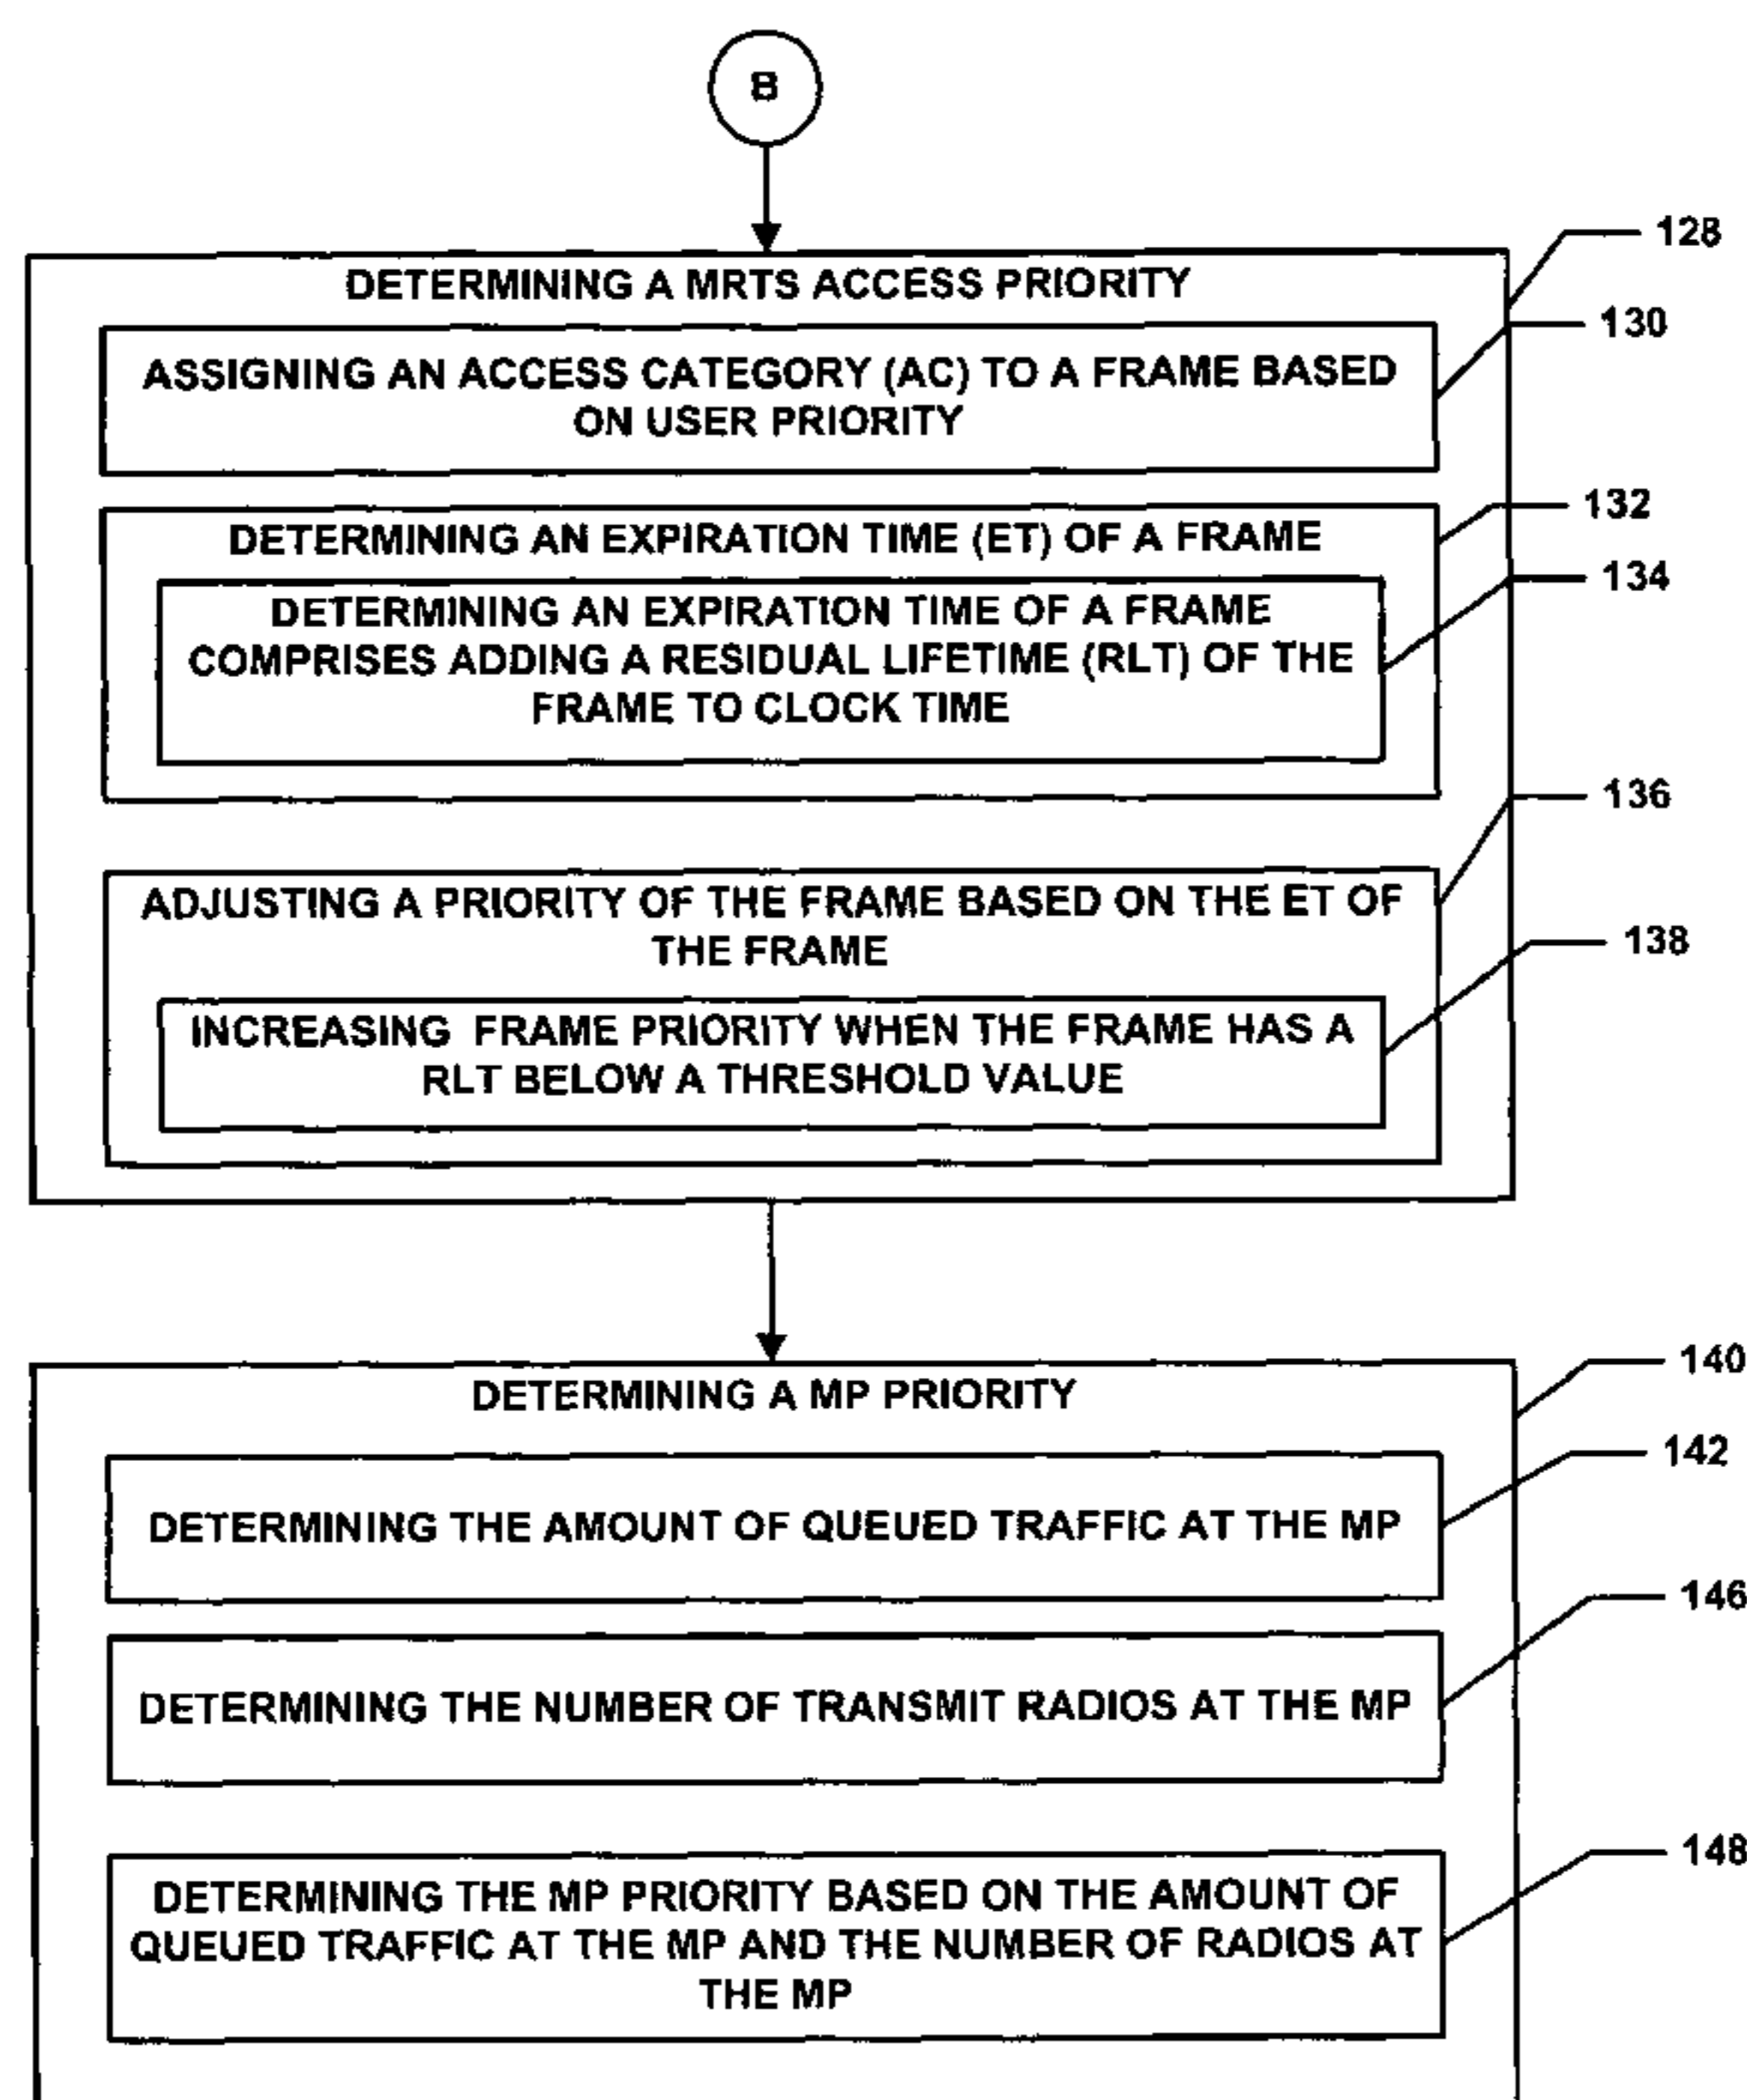 B
128
DETERMINING A MRTS ACCESS PRIORITY
130
ASSIGNING AN ACCESS CATEGORY (AC) TO A FRAME BASED
ON USER PRIORITY
132
DETERMINING AN EXPIRATION TIME (ET) OF A FRAME
134
DETERMINING AN EXPIRATION TIME OF A FRAME
COMPRISES ADDING A RESIDUAL LIFETIME (RLT) OF THE
FRAME TO CLOCK TIME
136
ADJUSTING A PRIORITY OF THE FRAME BASED ON THE ET OF
THE FRAME
138
INCREASING FRAME PRIORITY WHEN THE FRAME HAS A
RLT BELOW A THRESHOLD VALUE
140
DETERMINING A MP PRIORITY
142
DETERMINING THE AMOUNT OF QUEUED TRAFFIC AT THE MP
146
DETERMINING THE NUMBER OF TRANSMIT RADIOS AT THE MP
148
DETERMINING THE MP PRIORITY BASED ON THE AMOUNT OF
QUEUED TRAFFIC AT THE MP AND THE NUMBER OF RADIOS AT
THE MP